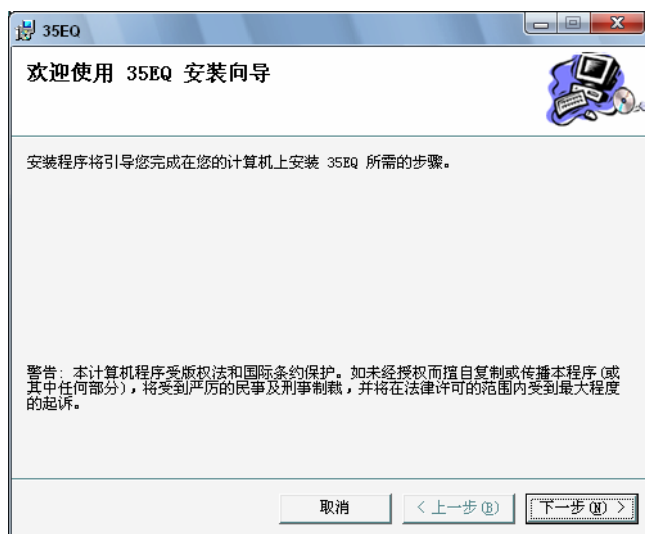 35EQ
欢迎使用 35EQ 安装向导
安装程序将引导您完成在您的计算机上安装 35EQ 所需的步骤。
警告: 本计算机程序受版权法和国际条约保护。如未经授权而擅自复制或传播本程序(或
其中任何部分)，将受到严厉的民事及刑事制裁，并将在法律许可的范围内受到最大程度
的起诉。
取消
< 上一步(B)
下一步(N) >